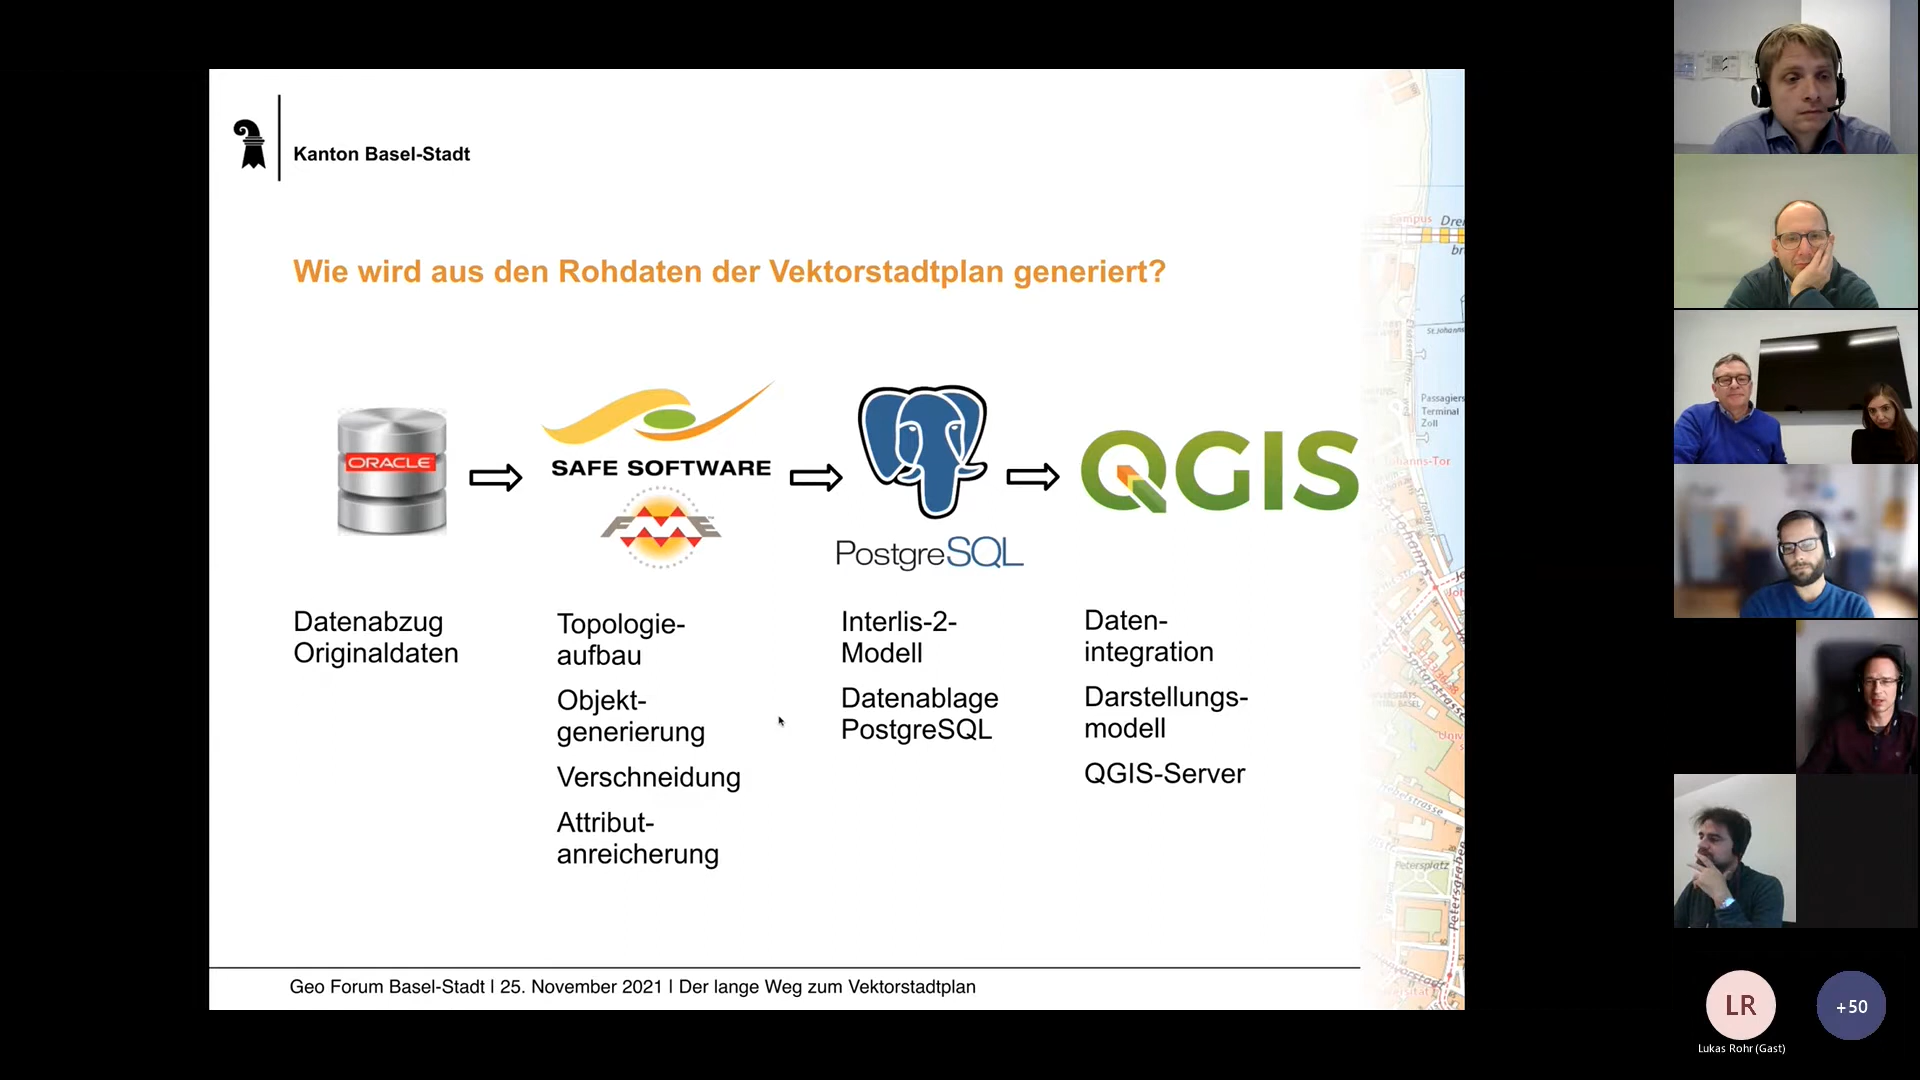 Kanton Basel-Stadt
Wie wird aus den Rohdaten der Vektorstadtplan generiert?
ORACLE
SAFE SOFTWARE
FME
PostgreSQL
QGIS
Datenabzug
Originaldaten
Topologie-
aufbau
Objekt-
generierung
Verschneidung
Attribut-
anreicherung
Interlis-2-
Modell
Datenablage
PostgreSQL
Daten-
integration
Darstellungs-
modell
QGIS-Server
Geo Forum Basel-Stadt | 25. November 2021 | Der lange Weg zum Vektorstadtplan
Passagiers
Terminal
Zoll
Petersplatz
Petersgraben
LR
Lukas Rohr (Gast)
+50